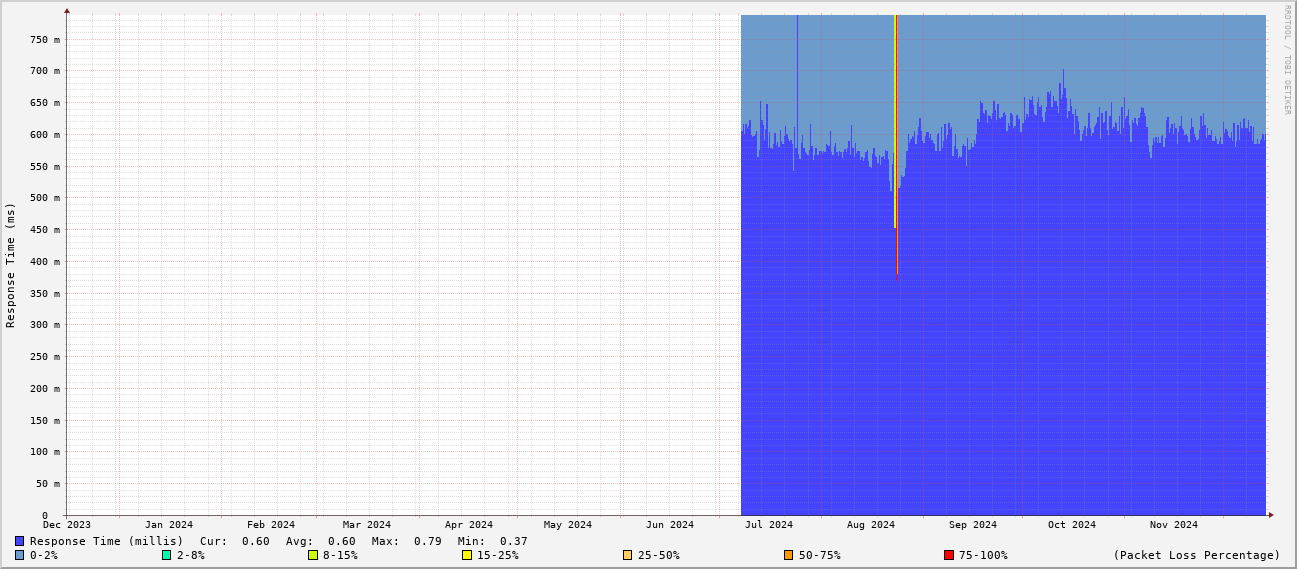 RRDTOOL / TOBI OETIKER
Response Time (ms)
750 m
700 m
650 m
600 m
550 m
500 m
450 m
400 m
350 m
300 m
250 m
200 m
150 m
100 m
50 m
0
Dec 2023 Jan 2024 Feb 2024 Mar 2024 Apr 2024 May 2024 Jun 2024 Jul 2024 Aug 2024 Sep 2024 Oct 2024 Nov 2024
Response Time (millis) Cur: 0.60 Avg: 0.60 Max: 0.79 Min: 0.37
0-2% 2-8% 8-15% 15-25% 25-50% 50-75% 75-100% (Packet Loss Percentage)